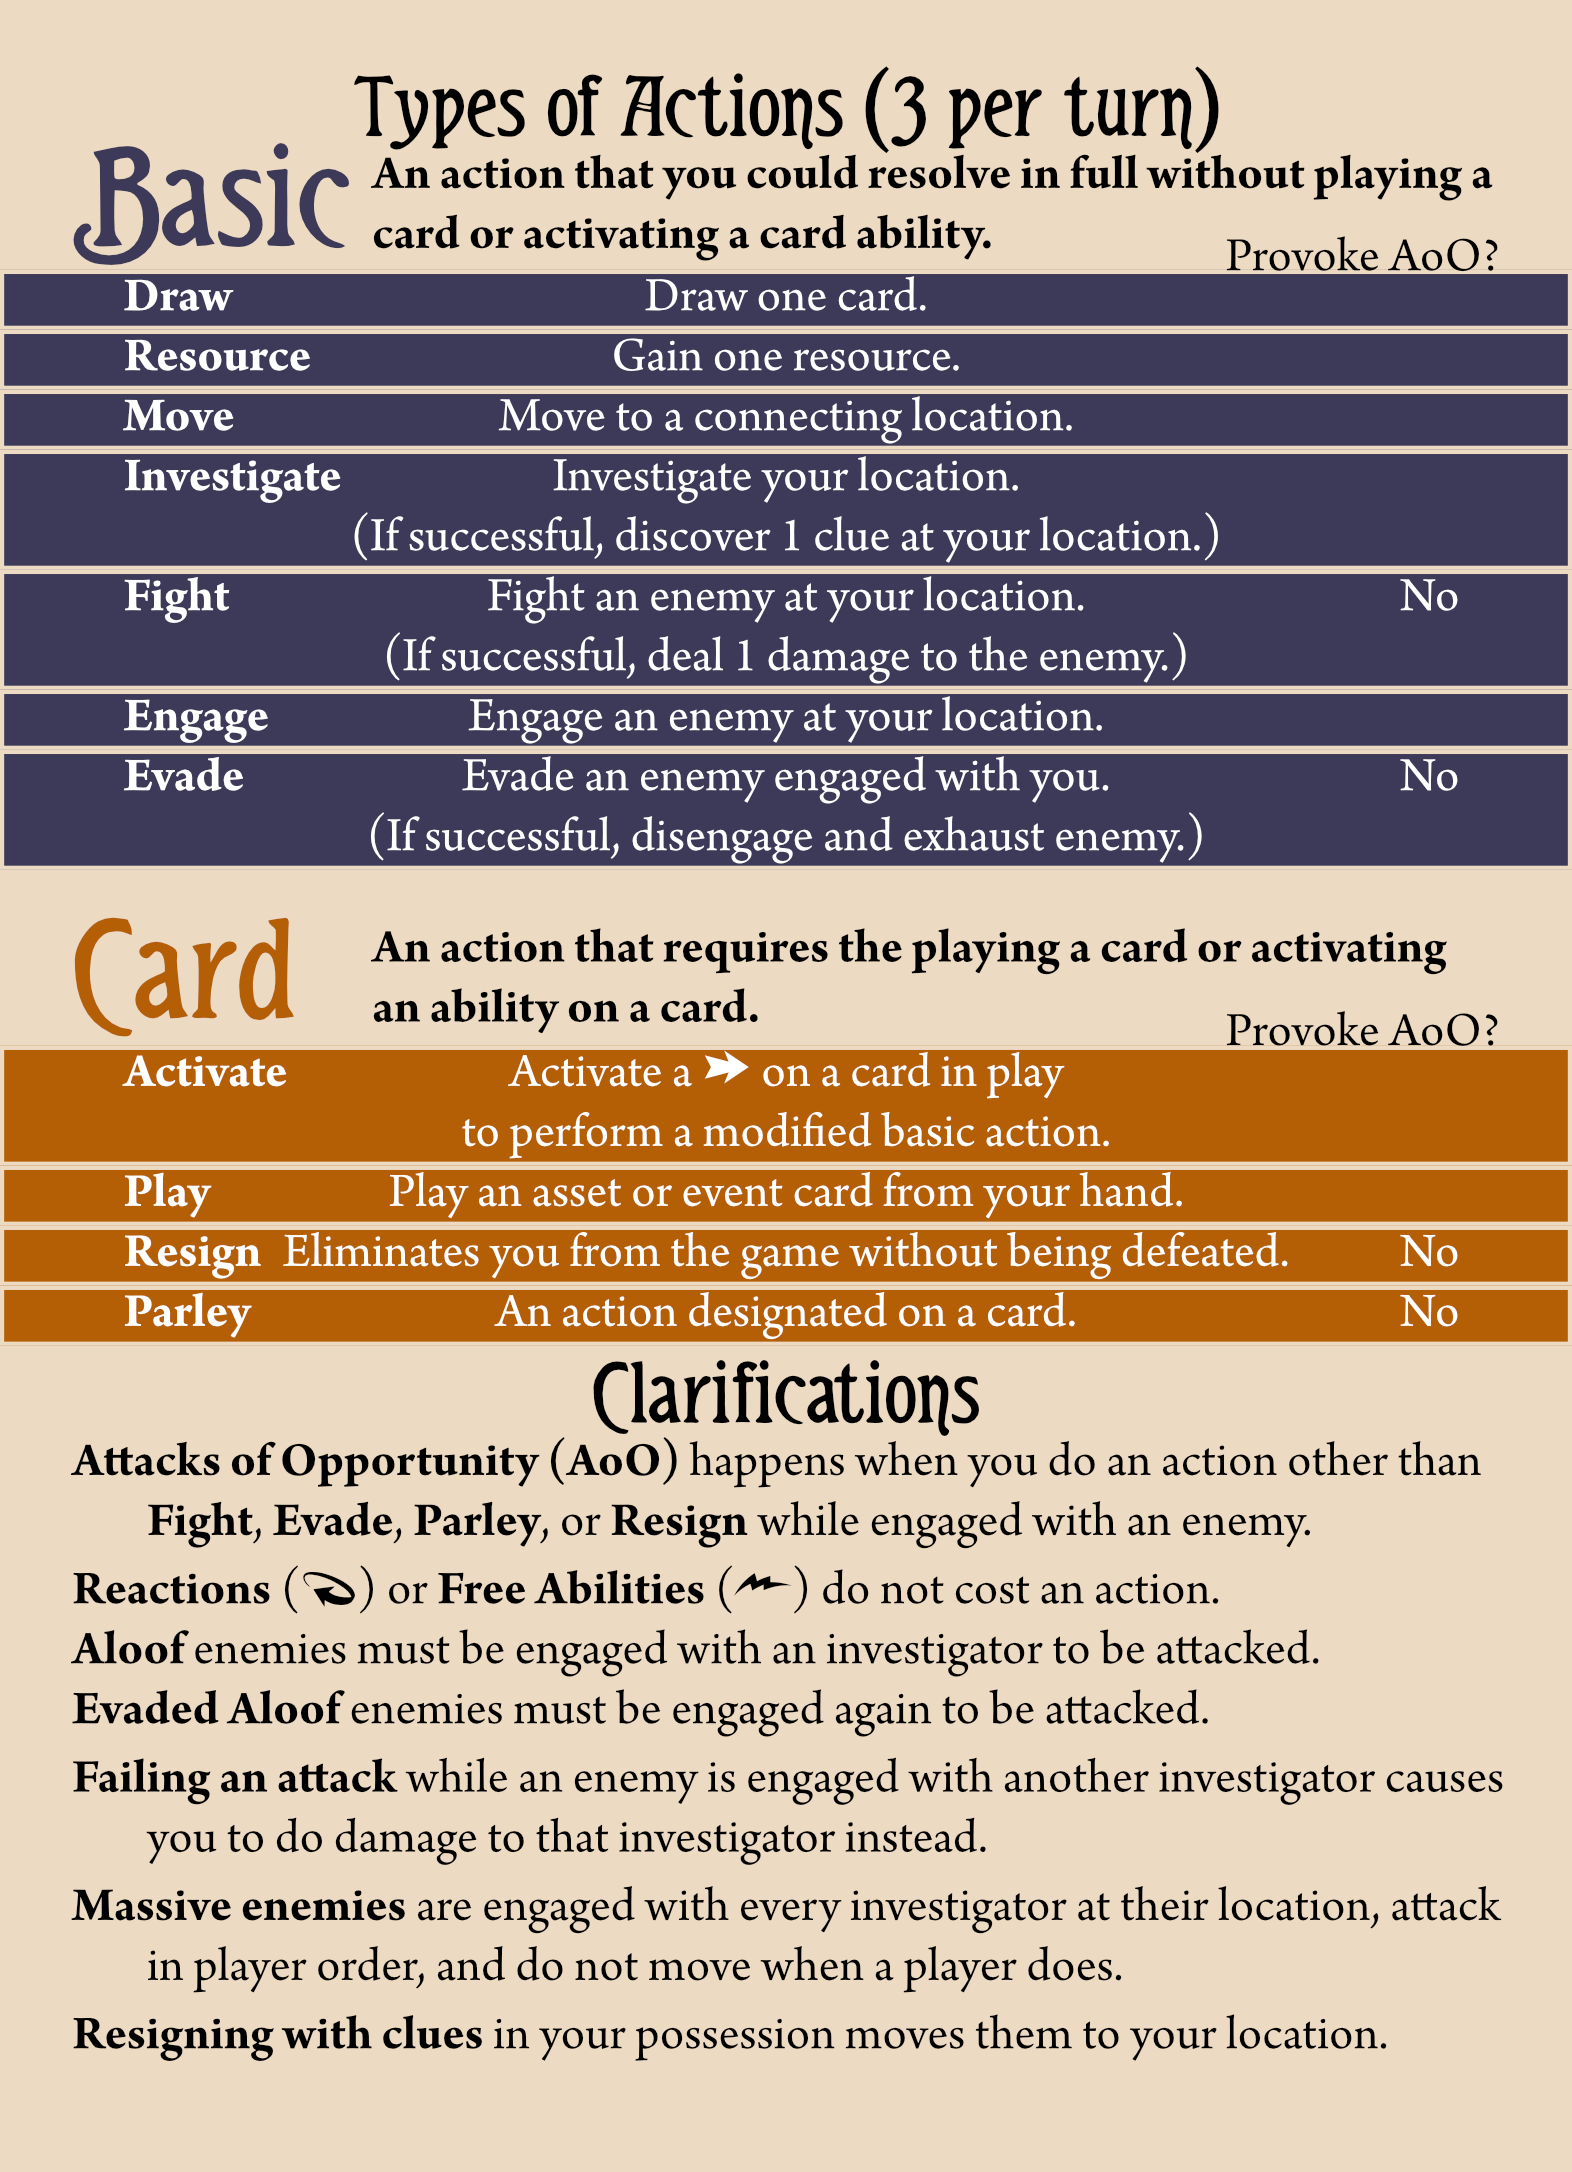 Types of Actions (3 per turn)
Basic
An action that you could resolve in full without playing a
card or activating a card ability.
Provoke AoO?
Draw Draw one card.
Resource Gain one resource.
Move Move to a connecting location.
Investigate Investigate your location.
(If successful, discover 1 clue at your location.)
Fight Fight an enemy at your location. No
(If successful, deal 1 damage to the enemy.)
Engage Engage an enemy at your location.
Evade Evade an enemy engaged with you. No
(If successful, disengage and exhaust enemy.)
Card
An action that requires the playing a card or activating
an ability on a card.
Provoke AoO?
Activate Activate a on a card in play
to perform a modified basic action.
Play Play an asset or event card from your hand.
Resign Eliminates you from the game without being defeated. No
Parley An action designated on a card. No
Clarifications
Attacks of Opportunity (AoO) happens when you do an action other than
Fight, Evade, Parley, or Resign while engaged with an enemy.
Reactions () or Free Abilities () do not cost an action.
Aloof enemies must be engaged with an investigator to be attacked.
Evaded Aloof enemies must be engaged again to be attacked.
Failing an attack while an enemy is engaged with another investigator causes
you to do damage to that investigator instead.
Massive enemies are engaged with every investigator at their location, attack
in player order, and do not move when a player does.
Resigning with clues in your possession moves them to your location.